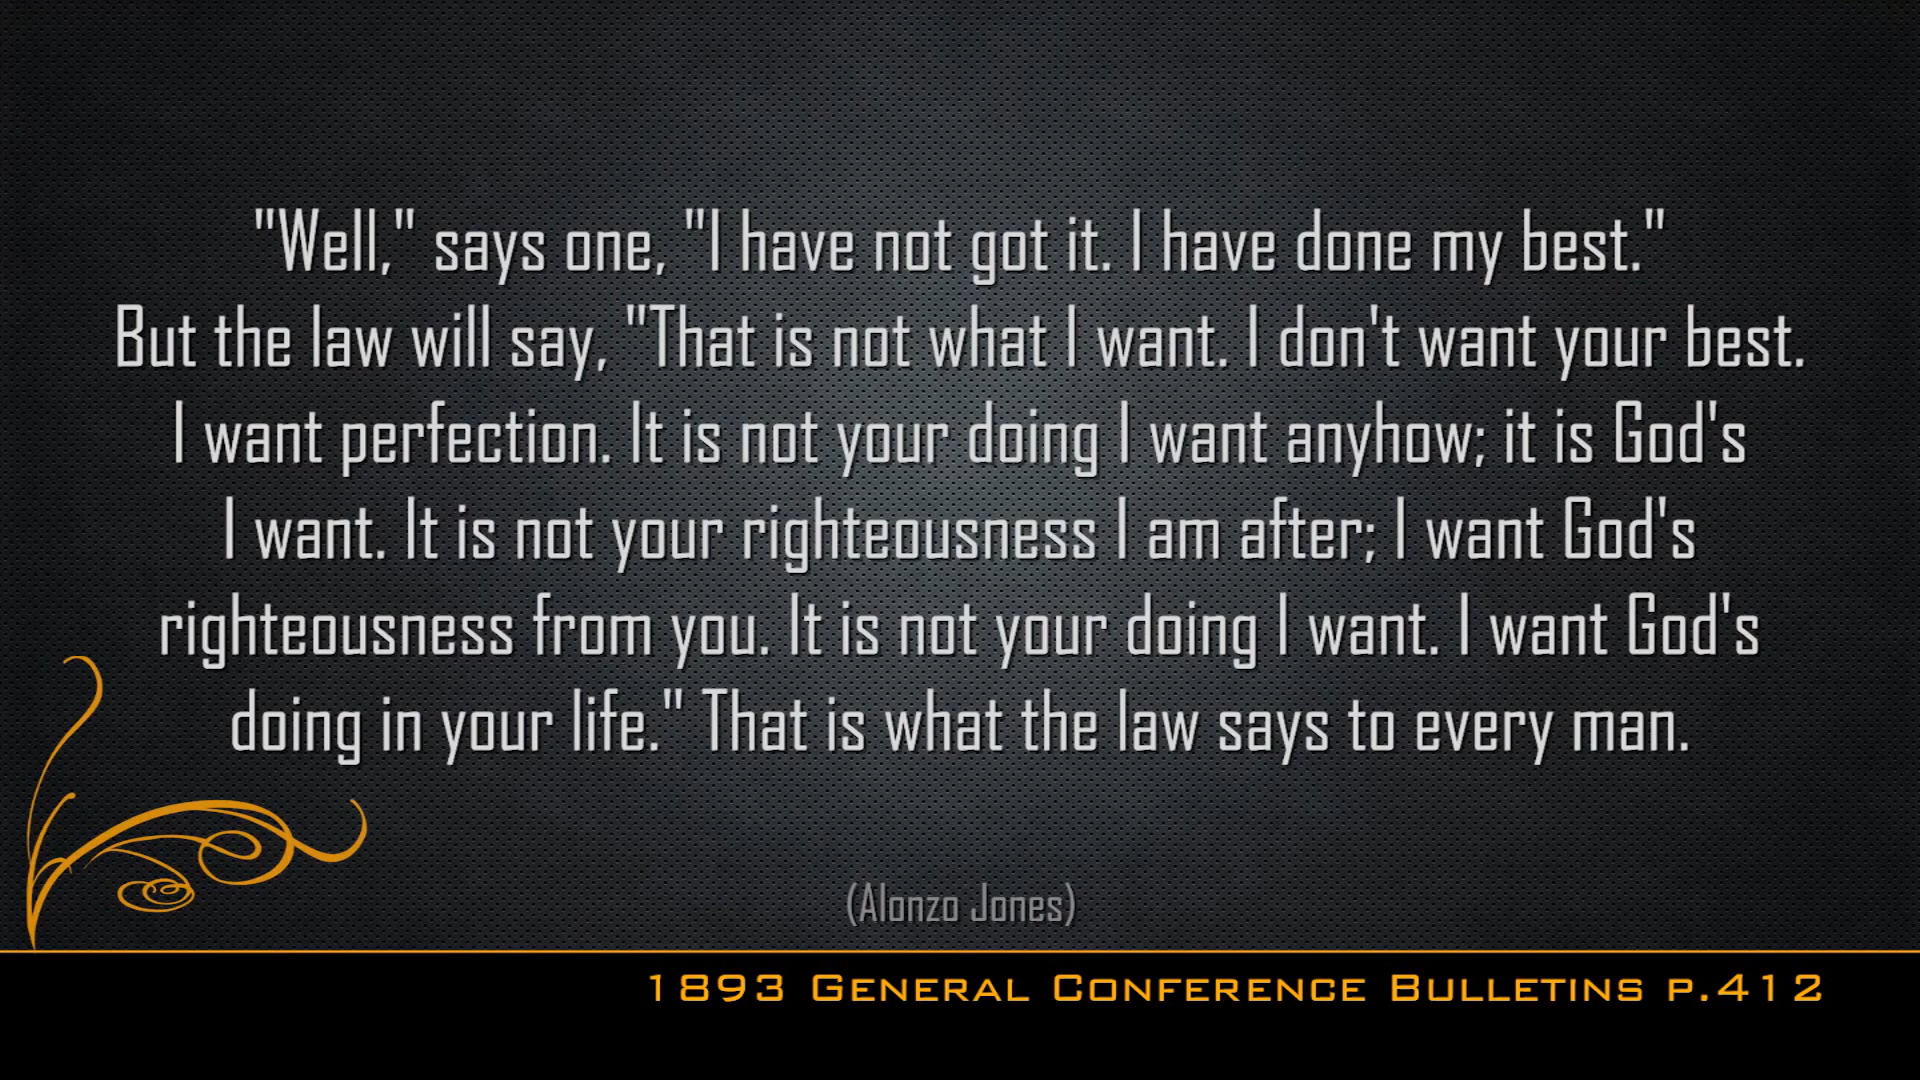 "Well," says one, "I have not got it. I have done my best."
But the law will say, "That is not what I want. I don't want your best.
I want perfection. It is not your doing I want anyhow; it is God's
I want. It is not your righteousness I am after; I want God's
righteousness from you. It is not your doing I want. I want God's
doing in your life." That is what the law says to every man.
(Alonzo Jones)
1893 General Conference Bulletins p.412